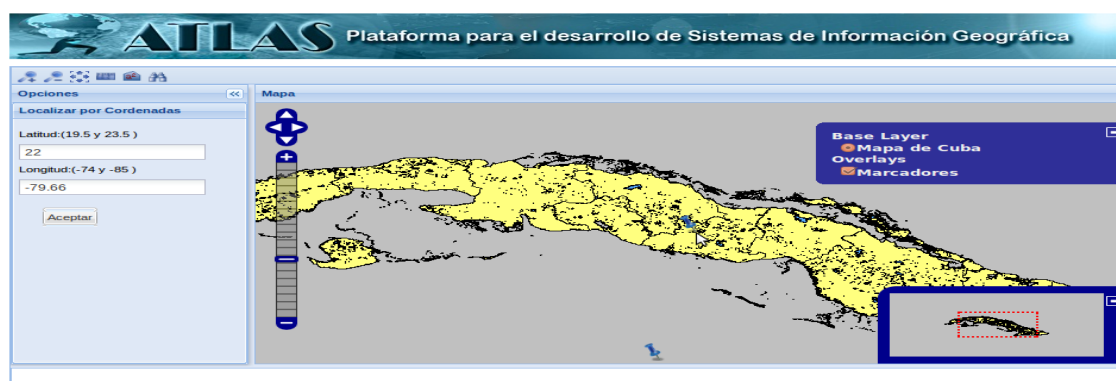 ATLAS Plataforma para el desarrollo de Sistemas de Información Geográfica
Opciones
Localizar por Cordenadas
Latitud:(19.5 y 23.5 )
22
Longitud:(-74 y -85 )
-79.66
Aceptar
Mapa
Base Layer
Mapa de Cuba
Overlays
Marcadores